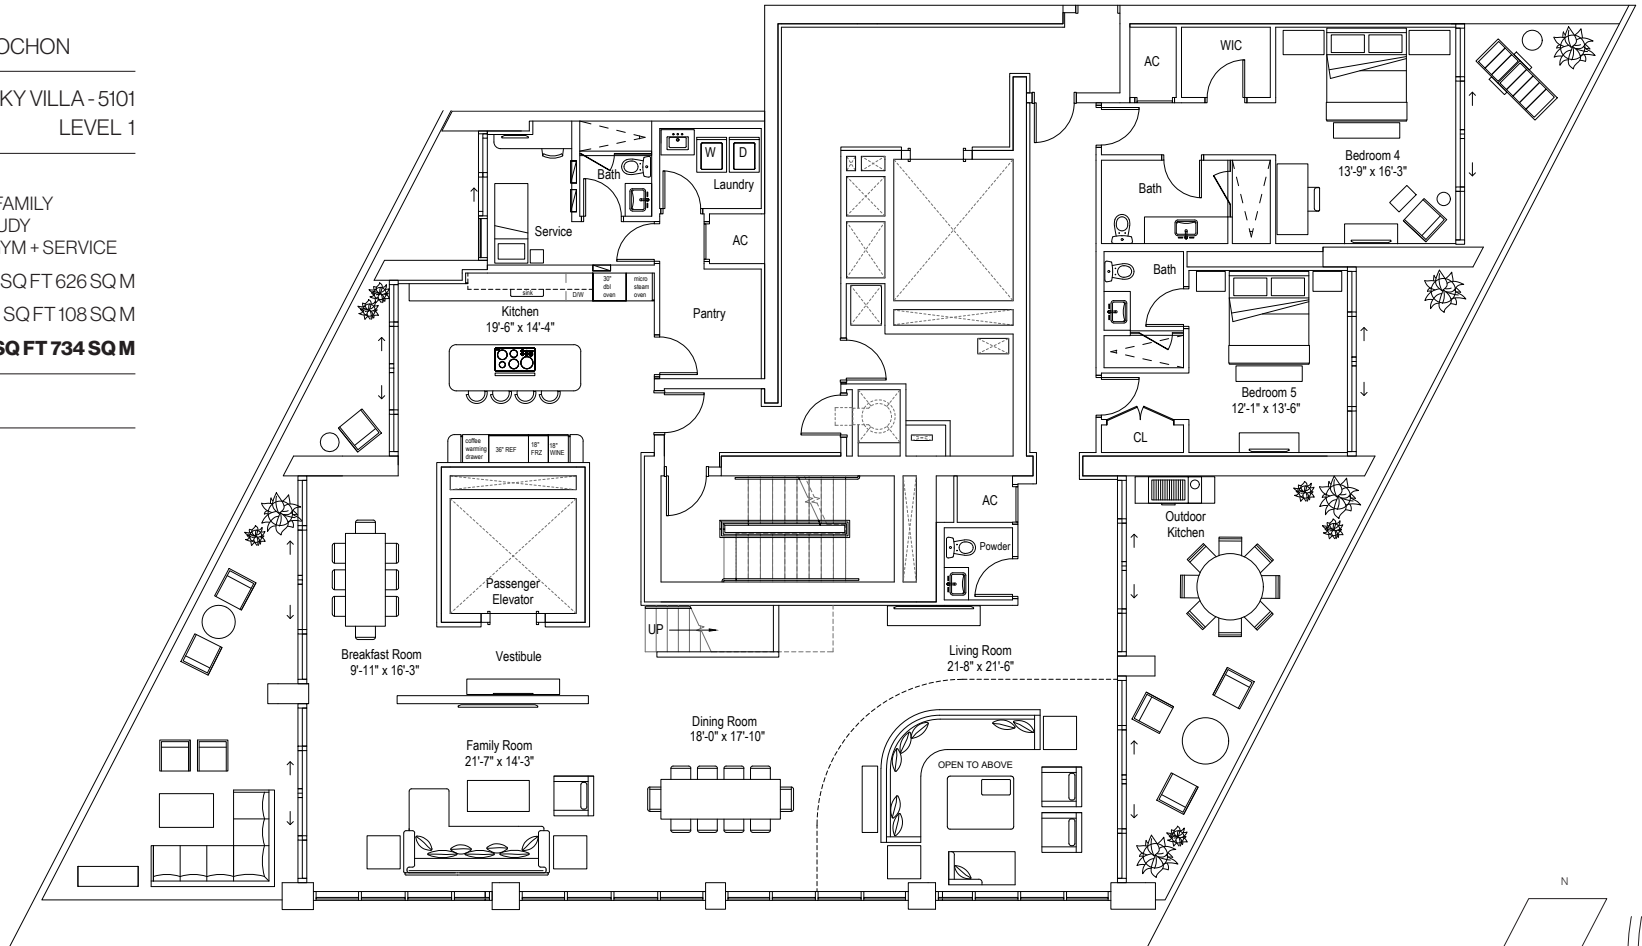 OCHON
KY VILLA - 5101
LEVEL 1
FAMILY
UDY
YM + SERVICE
SQ FT 626 SQ M
SQ FT 108 SQ M
SQ FT 734 SQ M
AC
WIC
Bedroom 4
13'-9" x 16'-3"
Bath
Bath
W
D
Laundry
Bath
Service
AC
Bedroom 5
12'-1" x 13'-6"
CL
sink
D/W
30"
dbl
oven
micro
steam
oven
Kitchen
19'-6" x 14'-4"
Pantry
coffee
warming
drawer
36" REF
18"
FRZ
18"
WINE
AC
Powder
Outdoor
Kitchen
Passenger
Elevator
UP
Breakfast Room
9'-11" x 16'-3"
Vestibule
Living Room
21-8" x 21'-6"
Dining Room
18'-0" x 17'-10"
Family Room
21'-7" x 14'-3"
OPEN TO ABOVE
N